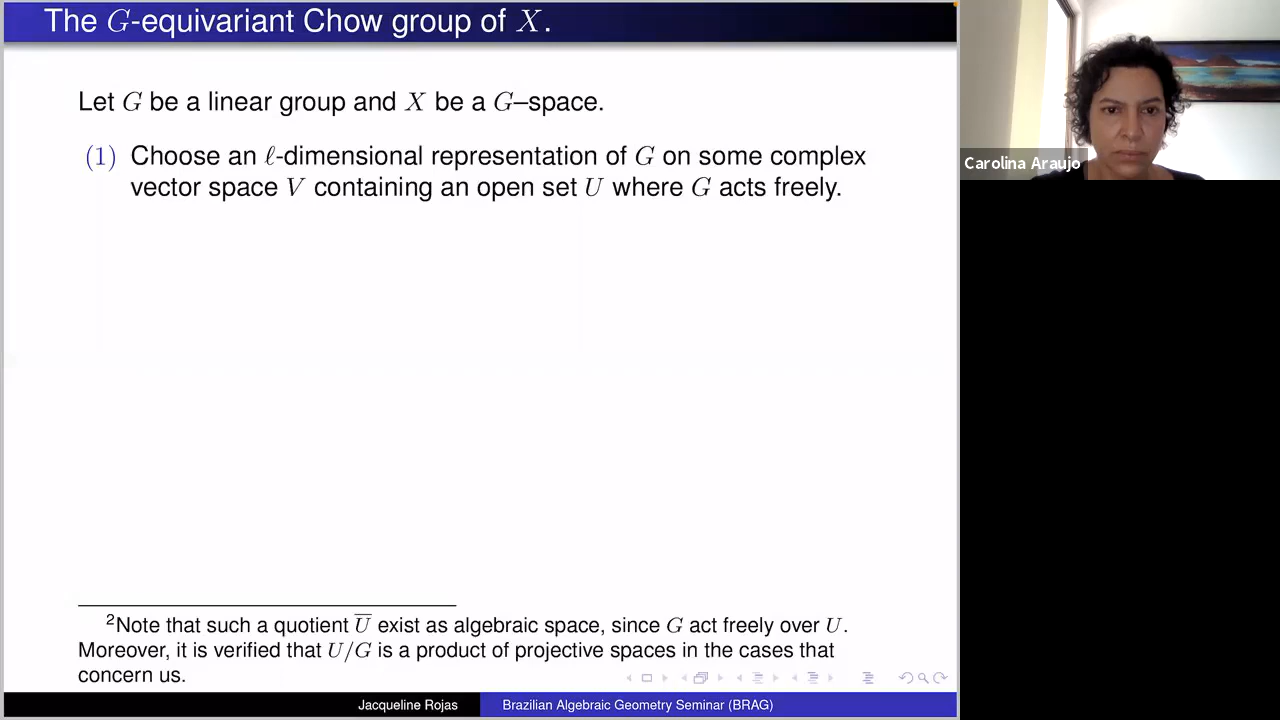 The G-equivariant Chow group of X.
Let G be a linear group and X be a G–space.
(1) Choose an ℓ-dimensional representation of G on some complex
vector space V containing an open set U where G acts freely.
Carolina Araujo
²Note that such a quotient U̅ exist as algebraic space, since G act freely over U.
Moreover, it is verified that U/G is a product of projective spaces in the cases that
concern us.
Jacqueline Rojas
Brazilian Algebraic Geometry Seminar (BRAG)